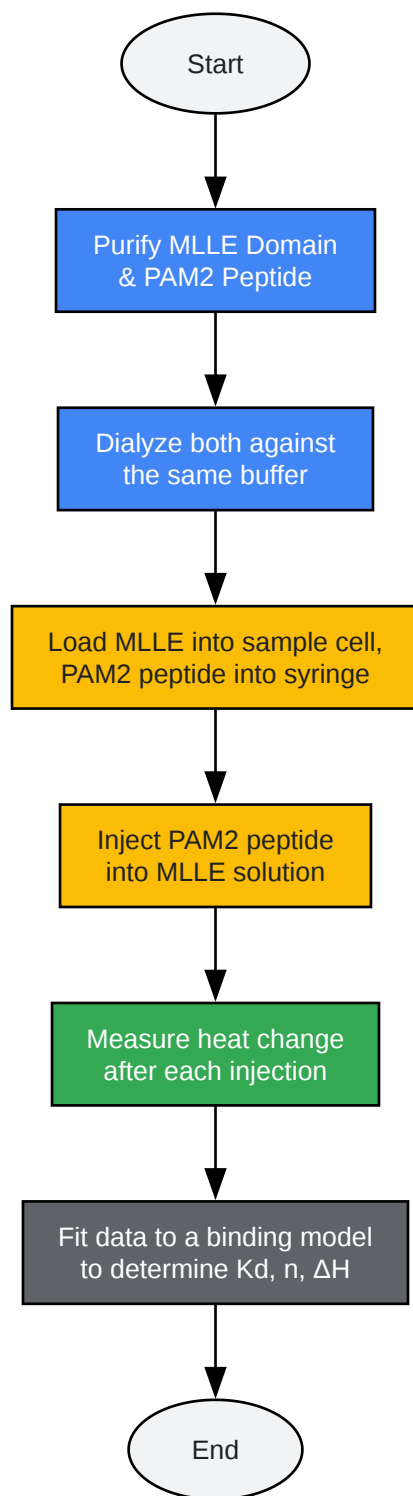 Start
Purify MLLE Domain
& PAM2 Peptide
Dialyze both against
the same buffer
Load MLLE into sample cell,
PAM2 peptide into syringe
Inject PAM2 peptide
into MLLE solution
Measure heat change
after each injection
Fit data to a binding model
to determine Kd, n, ΔH
End